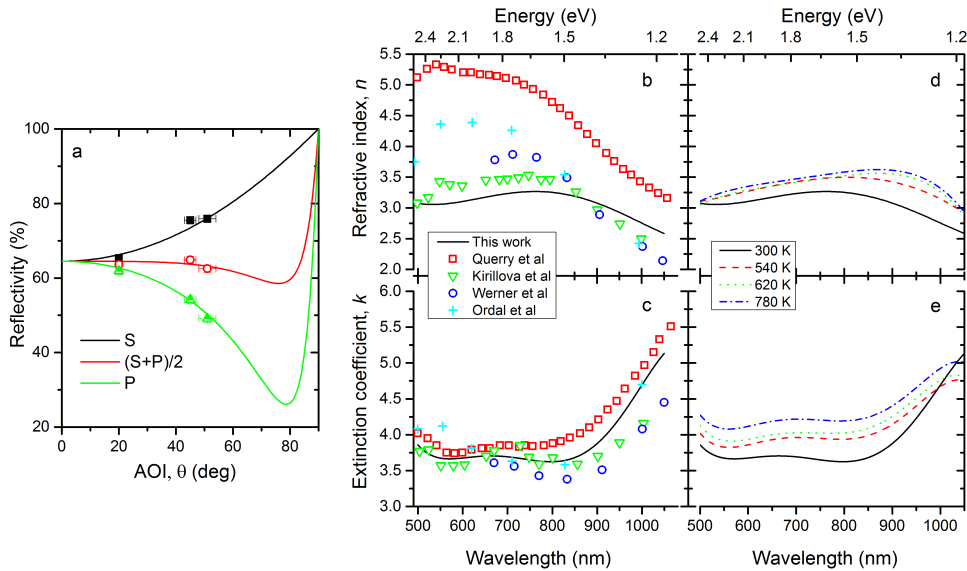 a
Reflectivity (%)
100
80
60
40
20
S
(S+P)/2
P
0 20 40 60 80
AOI, θ (deg)
Energy (eV)
2.4 2.1 1.8 1.5 1.2
b
Refractive index, n
5.5
5.0
4.5
4.0
3.5
3.0
2.5
2.0
This work
Querry et al
Kirillova et al
Werner et al
Ordal et al
c
Extinction coefficient, k
5.5
5.0
4.5
4.0
3.5
3.0
500 600 700 800 900 1000
Wavelength (nm)
Energy (eV)
2.4 2.1 1.8 1.5 1.2
d
300 K
540 K
620 K
780 K
e
500 600 700 800 900 1000
Wavelength (nm)